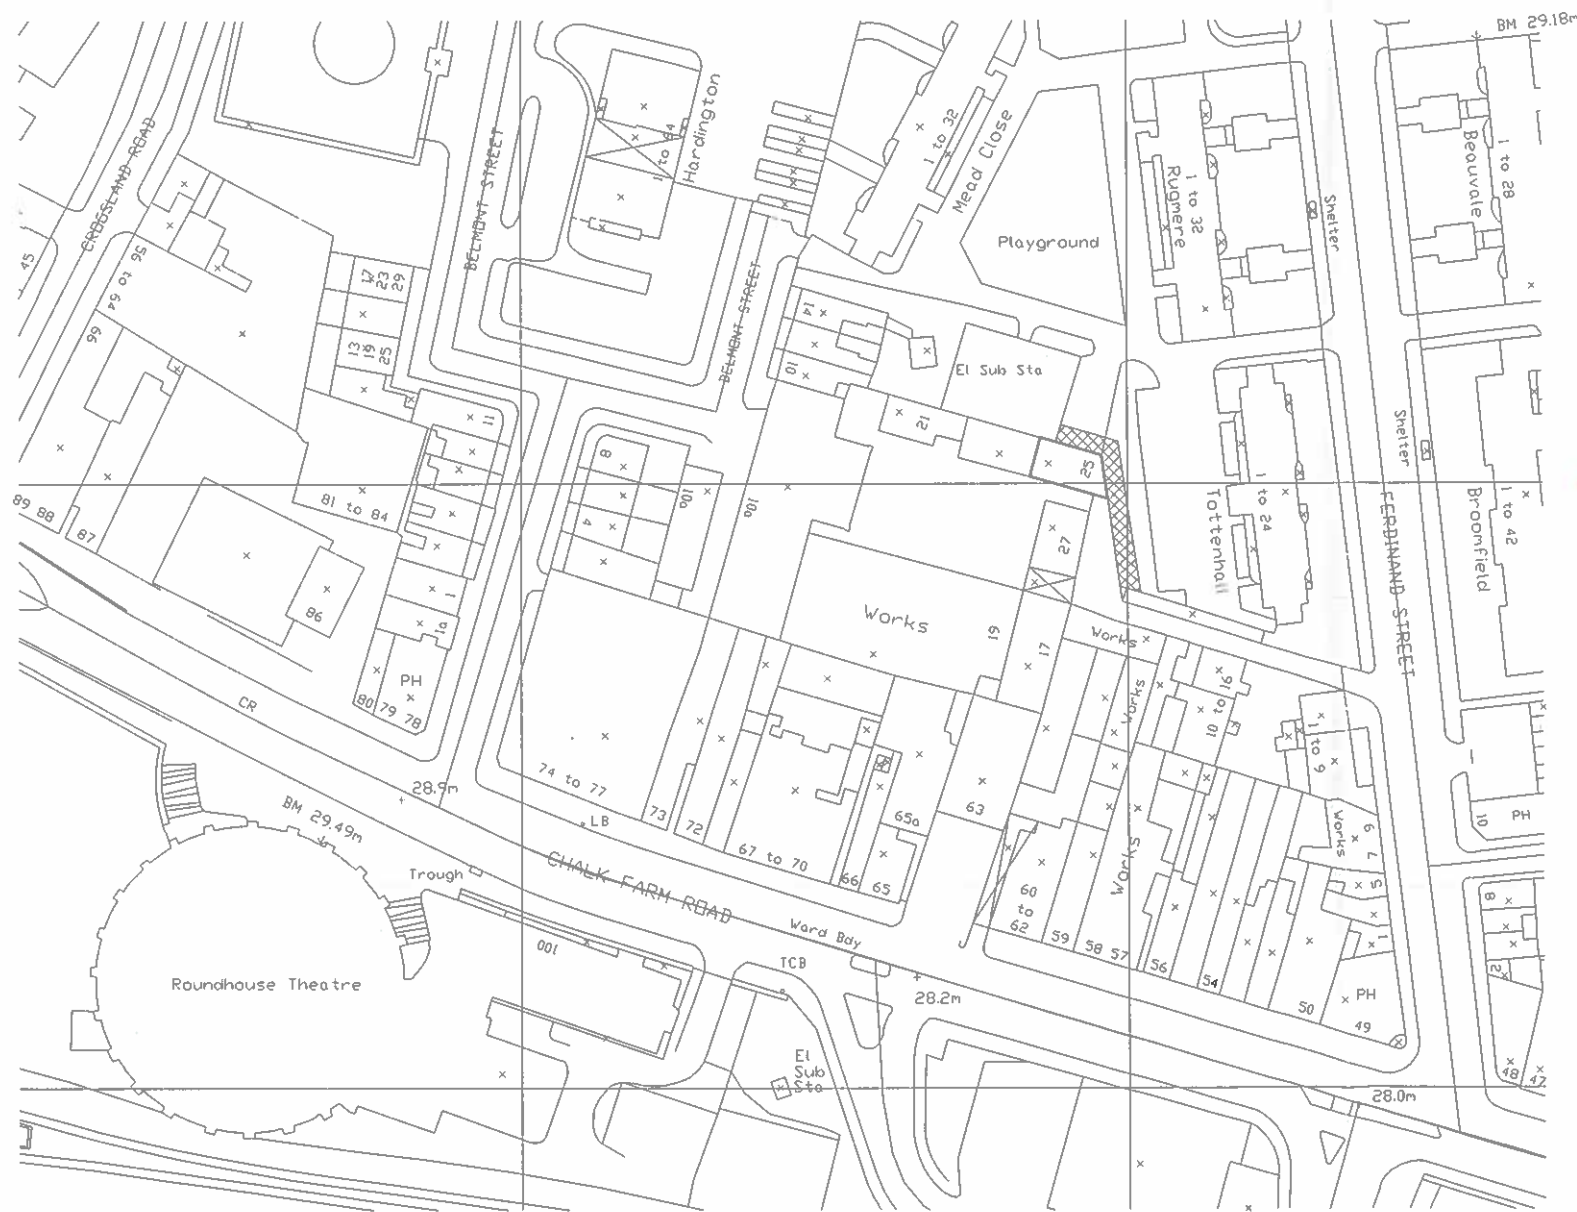 BM 29.18m
CROGSLAND ROAD
BELMONT STREET
1 to 64
Hardington
1 to 32
Mead Close
Playground
1 to 32
Rugmere
Shelter
Beauvale
1 to 28
45
56 to 64
66
17
23
29
13
19
25
11
BELMONT STREET
14
10
El Sub Sta
21
25
Shelter
8
4
100
100
81 to 84
89 88
87
86
1
1a
PH
80 79 78
27
Tottenhall
1 to 24
FERDINAND STREET
Broomfield
1 to 42
Works
19
17
Works
Works
10 to 16
1 to 9
CR
28.9m
BM 29.49m
74 to 77
73
72
LB
67 to 70
66
65
65a
63
60
to
62
59
58
57
56
54
50
49
PH
Works
Works
9
7
5
1
10
PH
8
2
Trough
CHALK FARM ROAD
Ward Bdy
TCB
28.2m
100
Roundhouse Theatre
El
Sub
Sta
48
47
28.0m